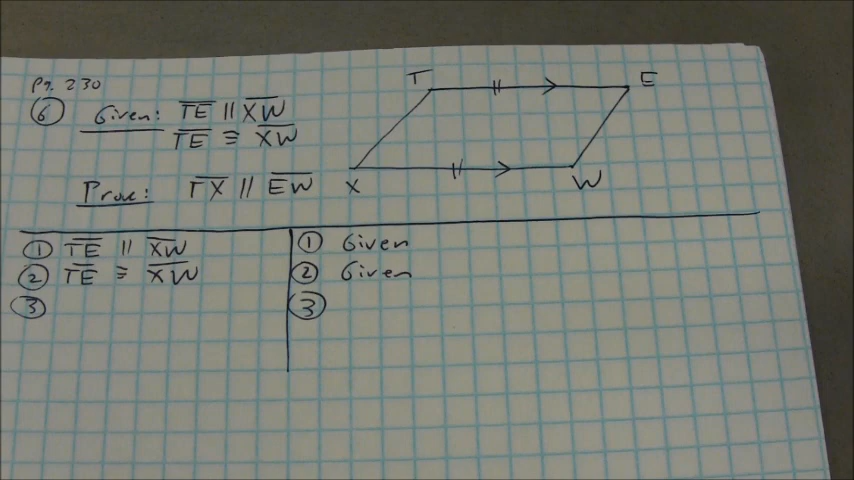 Pg. 230
⑥ Given: TE || XW
TE ≅ XW
Prove: TX || EW
T
E
X
W
① TE || XW
② TE ≅ XW
③
① Given
② Given
③